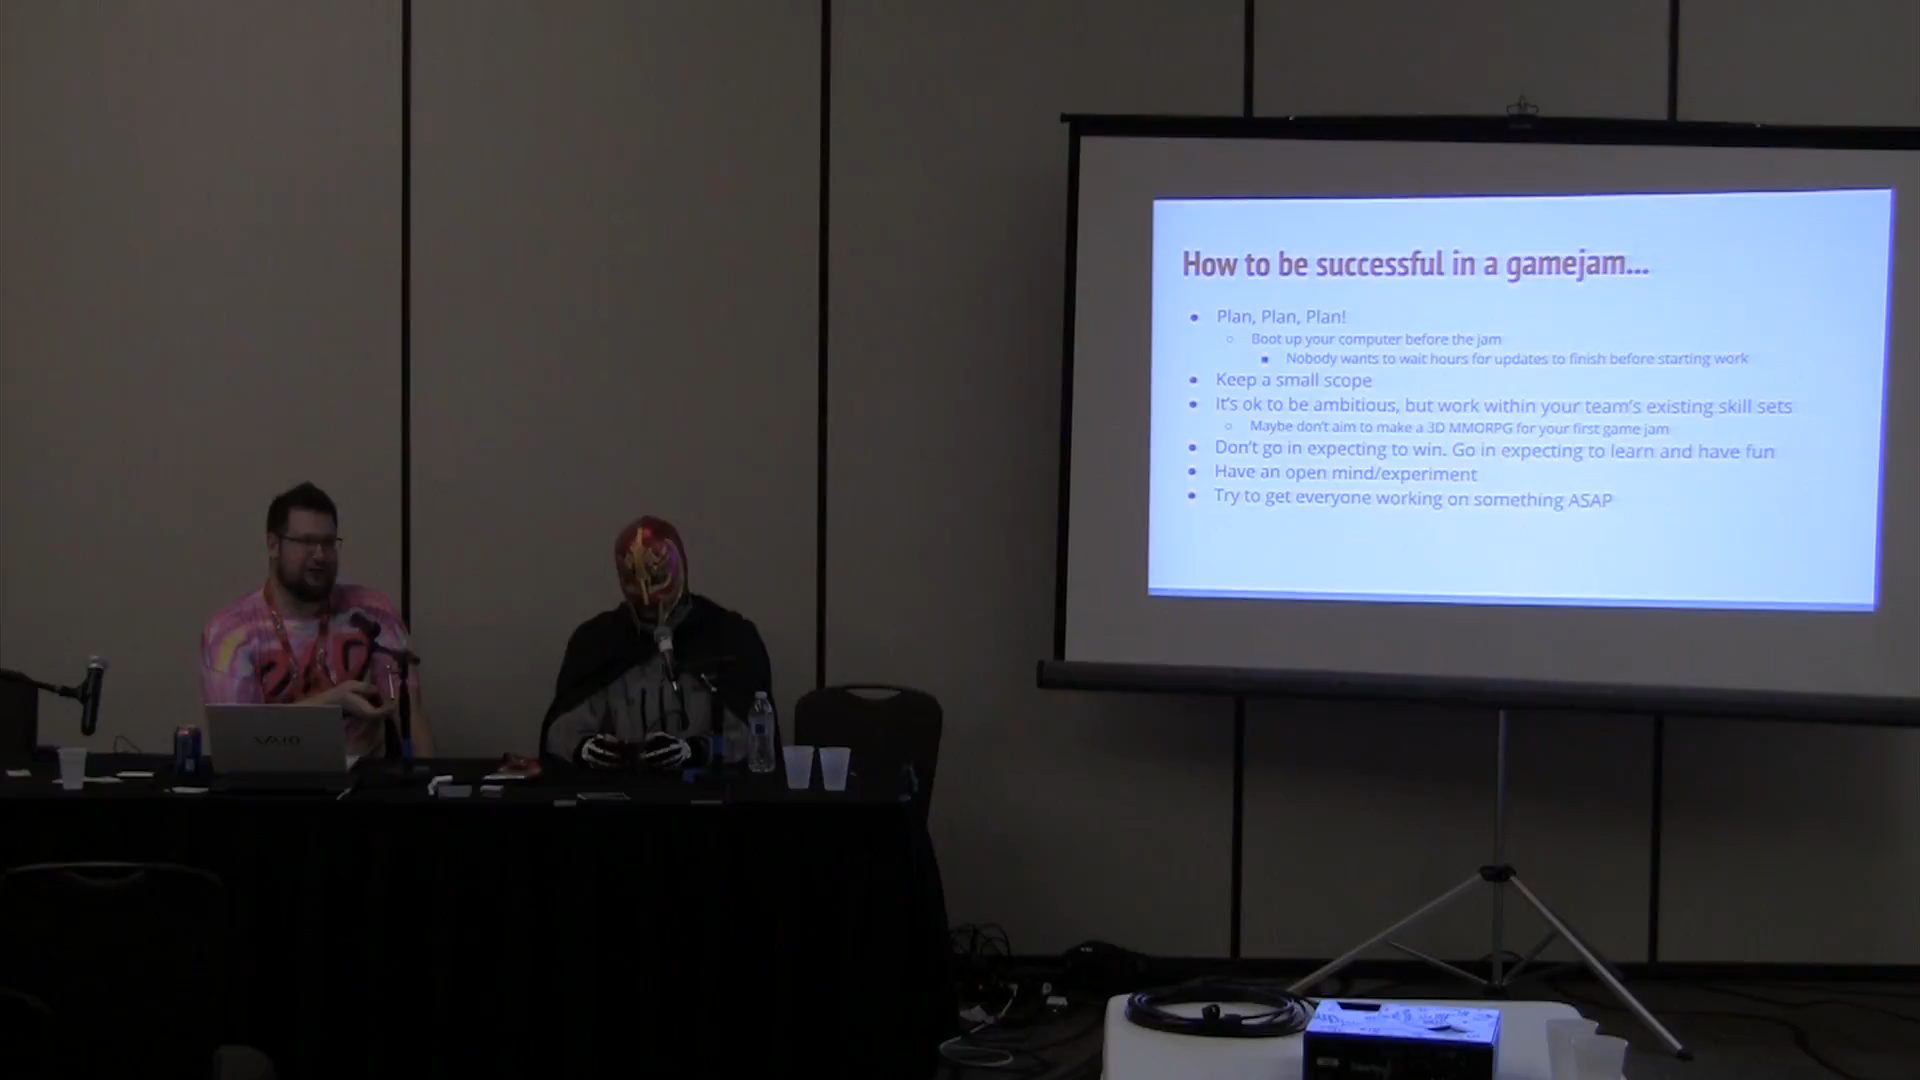 How to be successful in a gamejam...
● Plan, Plan, Plan!
○ Boot up your computer before the jam
■ Nobody wants to wait hours for updates to finish before starting work
● Keep a small scope
● It's ok to be ambitious, but work within your team's existing skill sets
○ Maybe don't aim to make a 3D MMORPG for your first game jam
● Don't go in expecting to win. Go in expecting to learn and have fun
● Have an open mind/experiment
● Try to get everyone working on something ASAP
VAIO